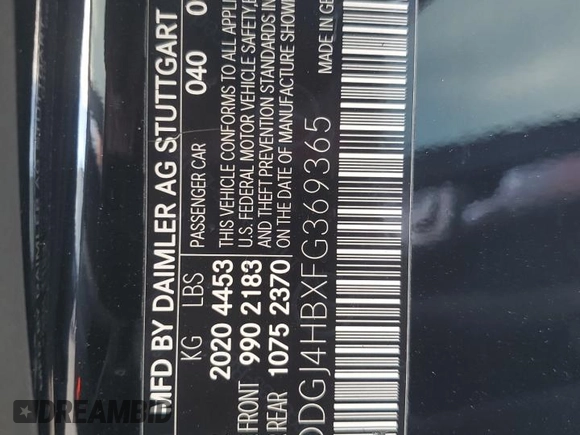 MFD BY DAIMLER AG STUTTGART
KG LBS PASSENGER CAR 040 0
2020 4453 THIS VEHICLE CONFORMS TO ALL APPLI
FRONT 990 2183 U.S. FEDERAL MOTOR VEHICLE SAFETY
REAR 1075 2370 AND THEFT PREVENTION STANDARDS IN
ON THE DATE OF MANUFACTURE SHOW
DDGJ4HBXFG369365 MADE IN GE
DREAMBID